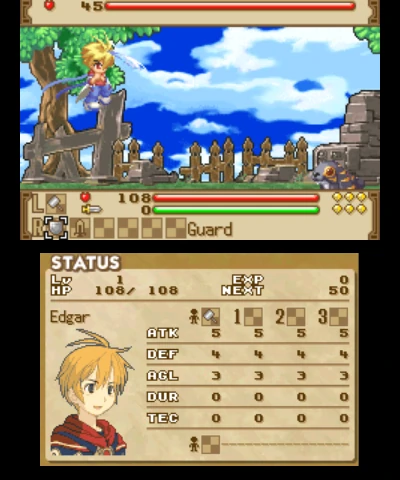 45
L 108
0
R Guard
STATUS
Lv 1 EXP 0
HP 108/ 108 NEXT 50
Edgar 1 2 3
ATK 5 5 5 5
DEF 4 4 4 4
AGL 3 3 3 3
DUR 0 0 0 0
TEC 0 0 0 0